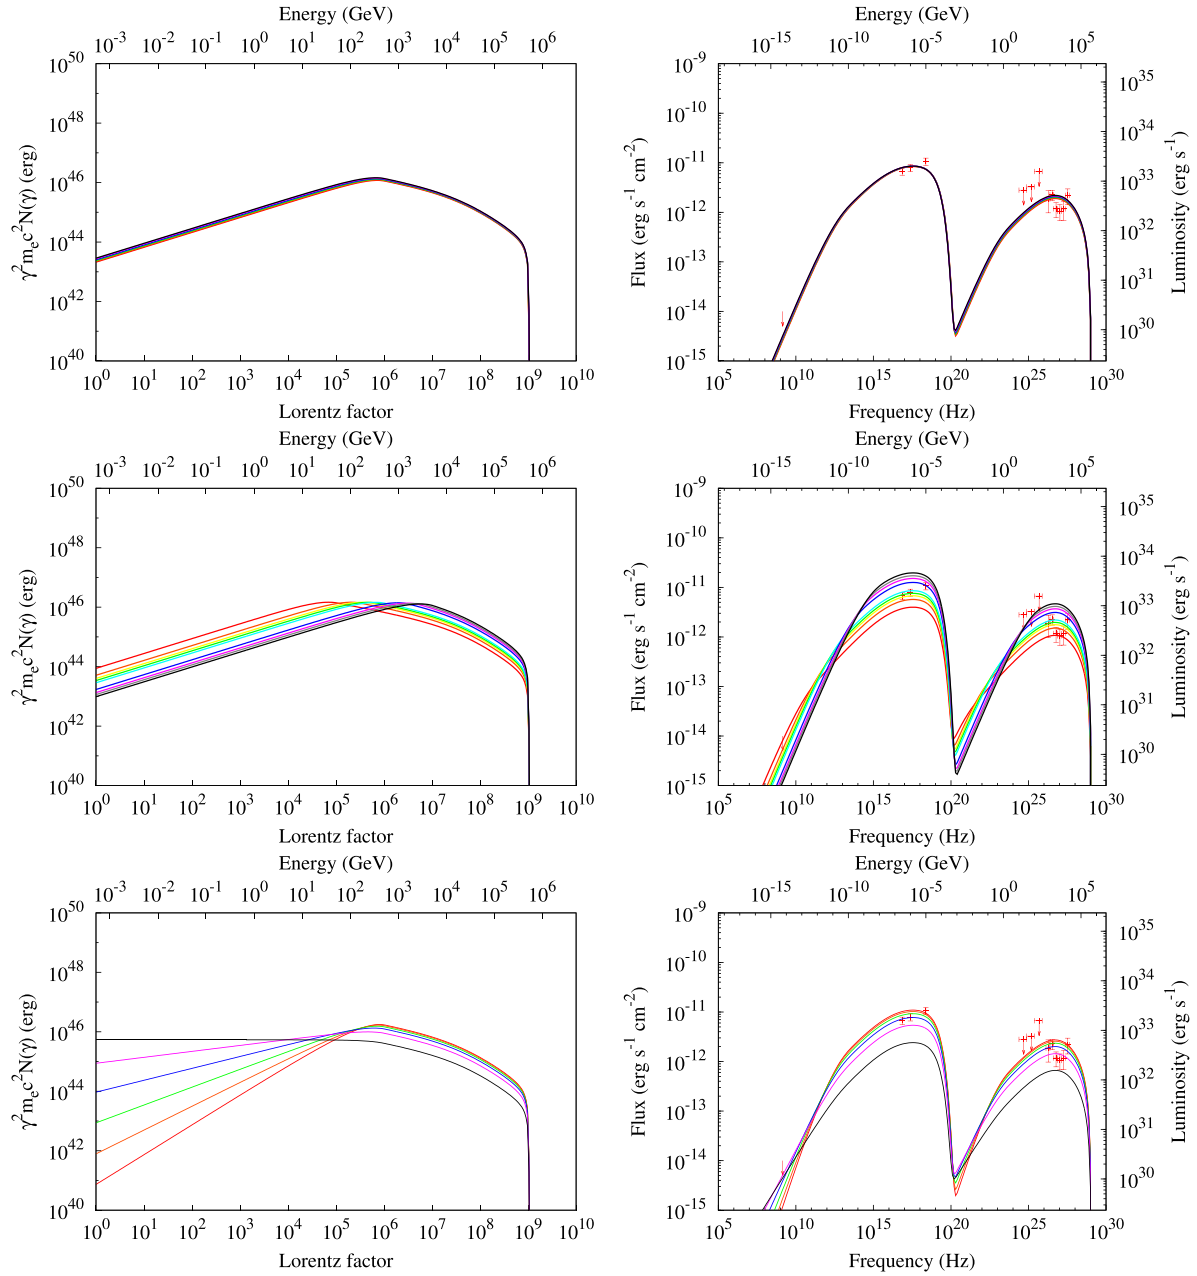 Energy (GeV)
10^-3 10^-2 10^-1 10^0 10^1 10^2 10^3 10^4 10^5 10^6
10^50
10^48
10^46
10^44
10^42
10^40
γ^2m_ec^2N(γ) (erg)
10^0 10^1 10^2 10^3 10^4 10^5 10^6 10^7 10^8 10^9 10^10
Lorentz factor
Energy (GeV)
10^-15 10^-10 10^-5 10^0 10^5
10^-9
10^-10
10^-11
10^-12
10^-13
10^-14
10^-15
Flux (erg s^-1 cm^-2)
10^35
10^34
10^33
10^32
10^31
10^30
Luminosity (erg s^-1)
10^5 10^10 10^15 10^20 10^25 10^30
Frequency (Hz)
Energy (GeV)
10^-3 10^-2 10^-1 10^0 10^1 10^2 10^3 10^4 10^5 10^6
10^50
10^48
10^46
10^44
10^42
10^40
γ^2m_ec^2N(γ) (erg)
10^0 10^1 10^2 10^3 10^4 10^5 10^6 10^7 10^8 10^9 10^10
Lorentz factor
Energy (GeV)
10^-15 10^-10 10^-5 10^0 10^5
10^-9
10^-10
10^-11
10^-12
10^-13
10^-14
10^-15
Flux (erg s^-1 cm^-2)
10^35
10^34
10^33
10^32
10^31
10^30
Luminosity (erg s^-1)
10^5 10^10 10^15 10^20 10^25 10^30
Frequency (Hz)
Energy (GeV)
10^-3 10^-2 10^-1 10^0 10^1 10^2 10^3 10^4 10^5 10^6
10^50
10^48
10^46
10^44
10^42
10^40
γ^2m_ec^2N(γ) (erg)
10^0 10^1 10^2 10^3 10^4 10^5 10^6 10^7 10^8 10^9 10^10
Lorentz factor
Energy (GeV)
10^-15 10^-10 10^-5 10^0 10^5
10^-9
10^-10
10^-11
10^-12
10^-13
10^-14
10^-15
Flux (erg s^-1 cm^-2)
10^35
10^34
10^33
10^32
10^31
10^30
Luminosity (erg s^-1)
10^5 10^10 10^15 10^20 10^25 10^30
Frequency (Hz)